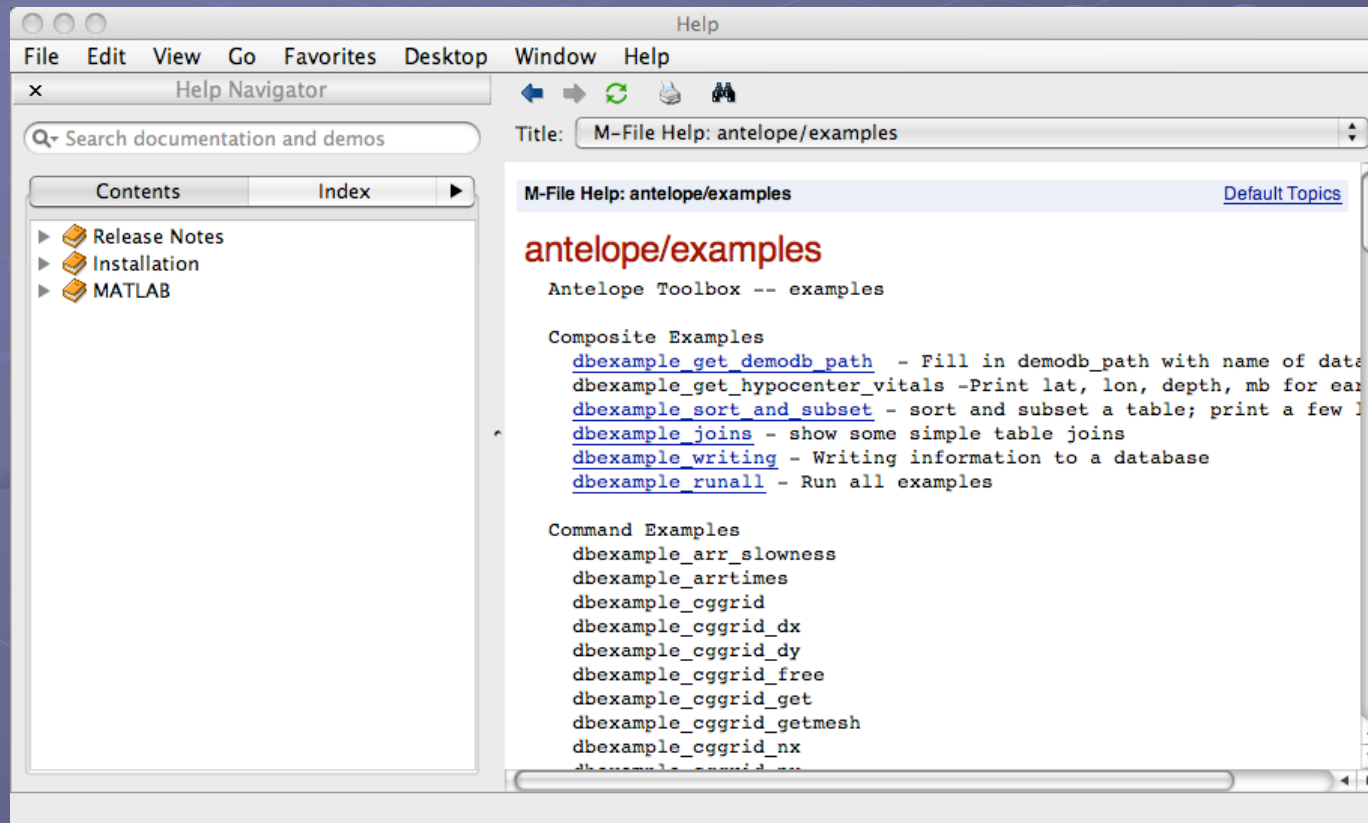 Help
File Edit View Go Favorites Desktop Window Help
× Help Navigator
Search documentation and demos
Title: M-File Help: antelope/examples
Contents Index
M-File Help: antelope/examples Default Topics
Release Notes
Installation
MATLAB
antelope/examples
Antelope Toolbox -- examples
Composite Examples
dbexample_get_demodb_path - Fill in demodb_path with name of
dbexample_get_hypocenter_vitals -Print lat, lon, depth, mb for
dbexample_sort_and_subset - sort and subset a table; print a few
dbexample_joins - show some simple table joins
dbexample_writing - Writing information to a database
dbexample_runall - Run all examples
Command Examples
dbexample_arr_slowness
dbexample_arrtimes
dbexample_cggrid
dbexample_cggrid_dx
dbexample_cggrid_dy
dbexample_cggrid_free
dbexample_cggrid_get
dbexample_cggrid_getmesh
dbexample_cggrid_nx